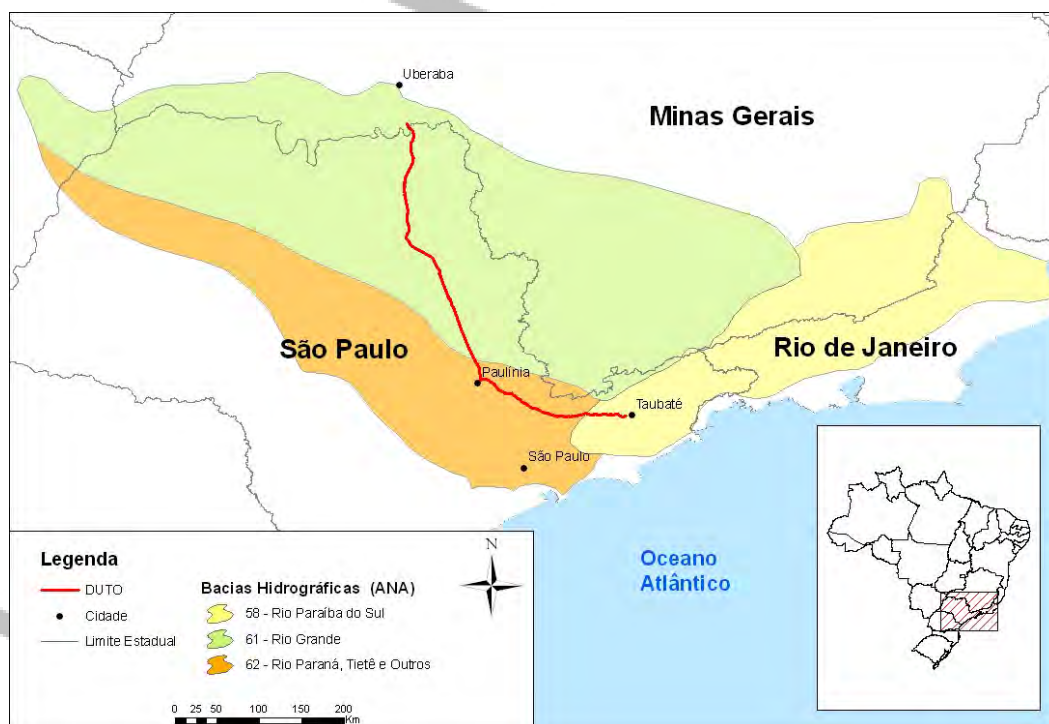 Uberaba
Minas Gerais
São Paulo
Rio de Janeiro
Paulínia
Taubaté
São Paulo
Oceano
Atlântico
Legenda
DUTO
Cidade
Limite Estadual
Bacias Hidrográficas (ANA)
58 - Rio Paraíba do Sul
61 - Rio Grande
62 - Rio Paraná, Tietê e Outros
N
0 25 50 100 150 200
Km